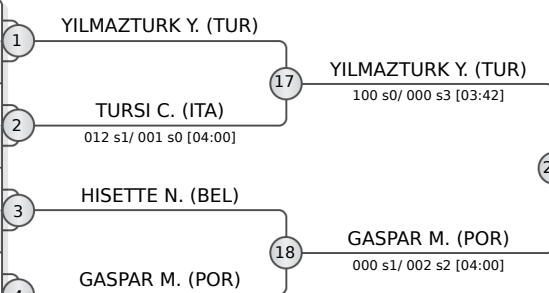 YILMAZTURK Y. (TUR)
1
17
YILMAZTURK Y. (TUR)
100 s0/ 000 s3 [03:42]
TURSI C. (ITA)
2
012 s1/ 001 s0 [04:00]
HISETTE N. (BEL)
3
18
GASPAR M. (POR)
000 s1/ 002 s2 [04:00]
GASPAR M. (POR)